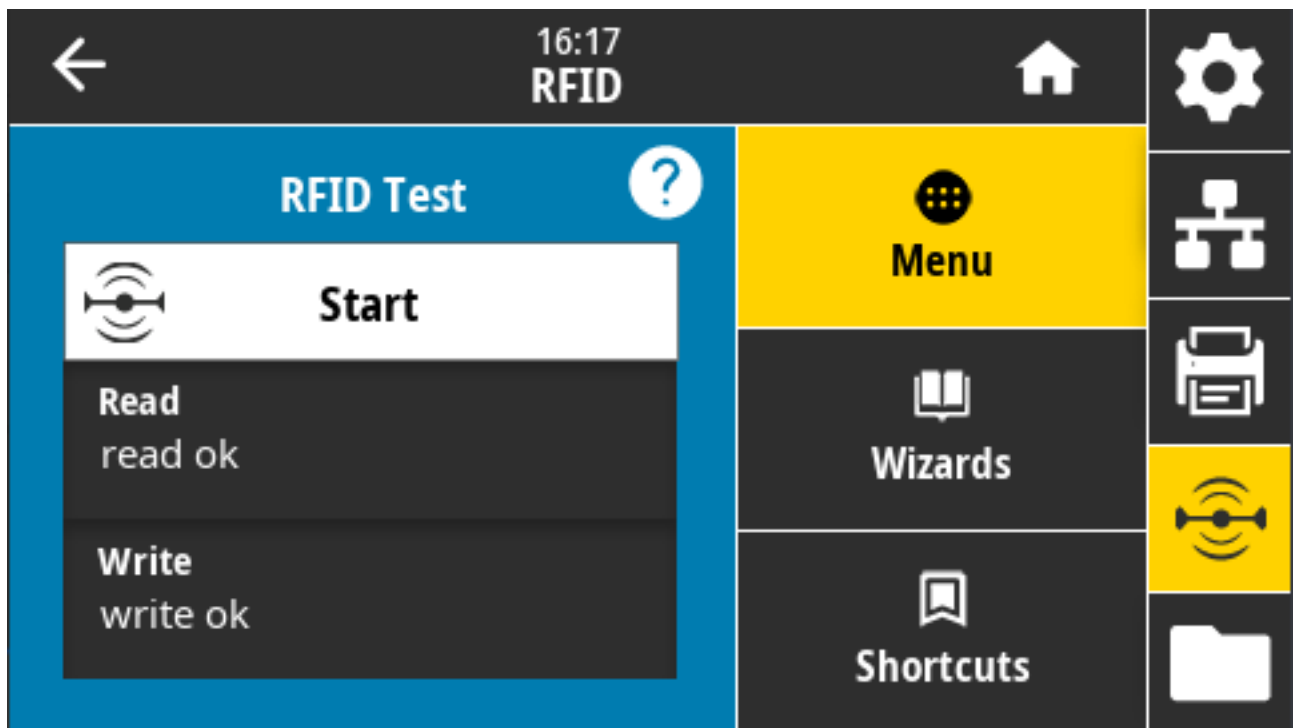 16:17
RFID
RFID Test
?
Start
Read
read ok
Write
write ok
Menu
Wizards
Shortcuts